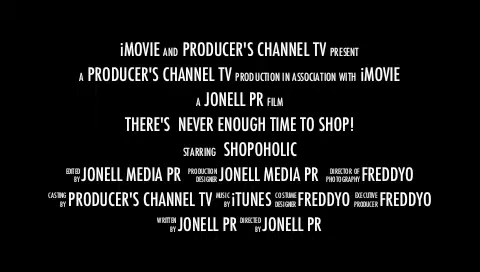 iMOVIE AND PRODUCER'S CHANNEL TV PRESENT
A PRODUCER'S CHANNEL TV PRODUCTION IN ASSOCIATION WITH iMOVIE
A JONELL PR FILM
THERE'S NEVER ENOUGH TIME TO SHOP!
STARRING SHOPOHOLIC
EDITED BY JONELL MEDIA PR PRODUCTION DESIGNER JONELL MEDIA PR DIRECTOR OF PHOTOGRAPHY FREDDYO
CASTING BY PRODUCER'S CHANNEL TV MUSIC BY iTUNES COSTUME DESIGNER FREDDYO EXECUTIVE PRODUCER FREDDYO
WRITTEN BY JONELL PR DIRECTED BY JONELL PR